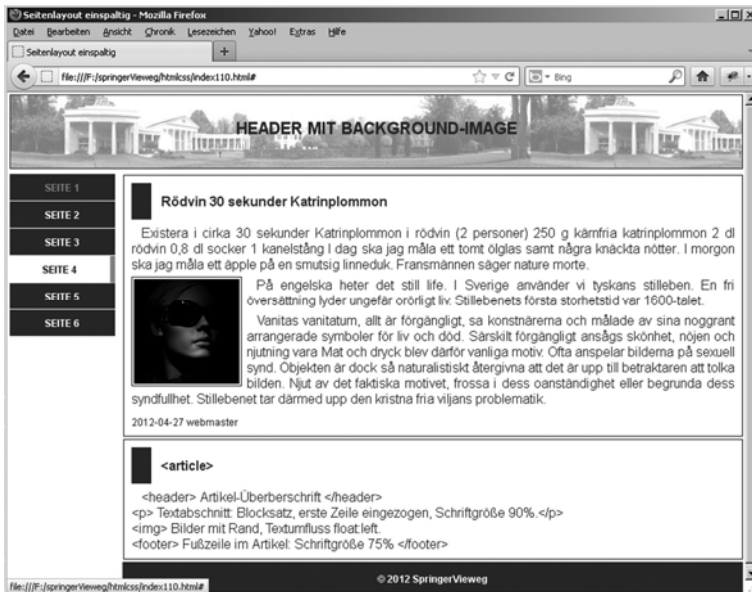 Seitenlayout einspaltig - Mozilla Firefox
Datei Bearbeiten Ansicht Chronik Lesezeichen Yahoo! Extras Hilfe
Seitenlayout einspaltig +
file:///F:/springerVieweg/htmlcss/index110.html# Bing
HEADER MIT BACKGROUND-IMAGE
SEITE 1
SEITE 2
SEITE 3
SEITE 4
SEITE 5
SEITE 6
Rödvin 30 sekunder Katrinplommon
Existera i cirka 30 sekunder Katrinplommon i rödvin (2 personer) 250 g kärnfria katrinplommon 2 dl
rödvin 0,8 dl socker 1 kanelstång I dag ska jag måla ett tomt ölglas samt några knäckta nötter. I morgon
ska jag måla ett äpple på en smutsig linneduk. Fransmännen säger nature morte.
På engelska heter det still life. I Sverige använder vi tyskans stilleben. En fri
översättning lyder ungefär orörligt liv. Stillebenets första storhetstid var 1600-talet.
Vanitas vanitatum, allt är förgängligt, sa konstnärerna och målade av sina noggrant
arrangerade symboler för liv och död. Särskilt förgängligt ansågs skönhet, nöjen och
njutning vara Mat och dryck blev därför vanliga motiv. Ofta anspelar bilderna på sexuell
synd. Objekten är dock så naturalistiskt återgivna att det är upp till betraktaren att tolka
bilden. Njut av det faktiska motivet, frossa i dess oanständighet eller begrunda dess
syndfullhet. Stillebenet tar därmed upp den kristna fria viljans problematik.
2012-04-27 webmaster
<article>
<header> Artikel-Überberschrift </header>
<p> Textabschnitt: Blocksatz, erste Zeile eingezogen, Schriftgröße 90%.</p>
<img> Bilder mit Rand, Textumfluss float:left.
<footer> Fußzeile im Artikel: Schriftgröße 75% </footer>
© 2012 SpringerVieweg
file:///F:/springerVieweg/htmlcss/index110.html#